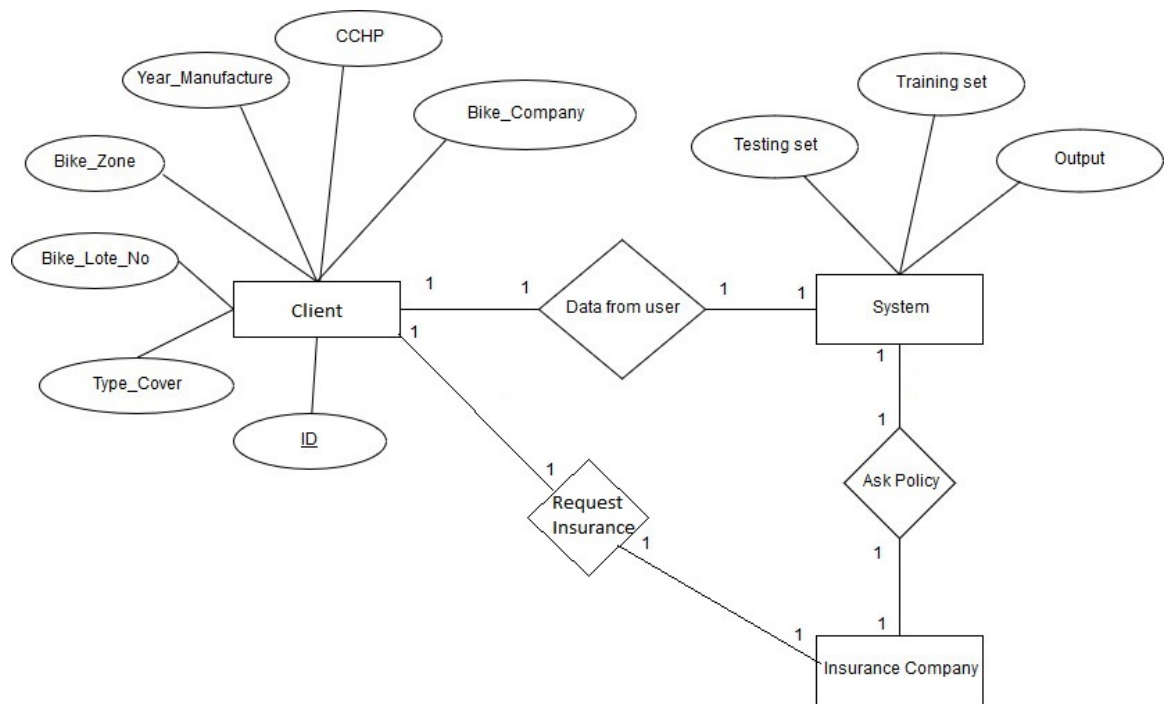 CCHP
Training set
Year_Manufacture
Bike_Company
Testing set
Output
Bike_Zone
Bike_Lote_No
1
1
1
1
Client
Data from user
System
1
1
Type_Cover
1
ID
1
Ask Policy
Request
Insurance
1
1
1
1
Insurance Company